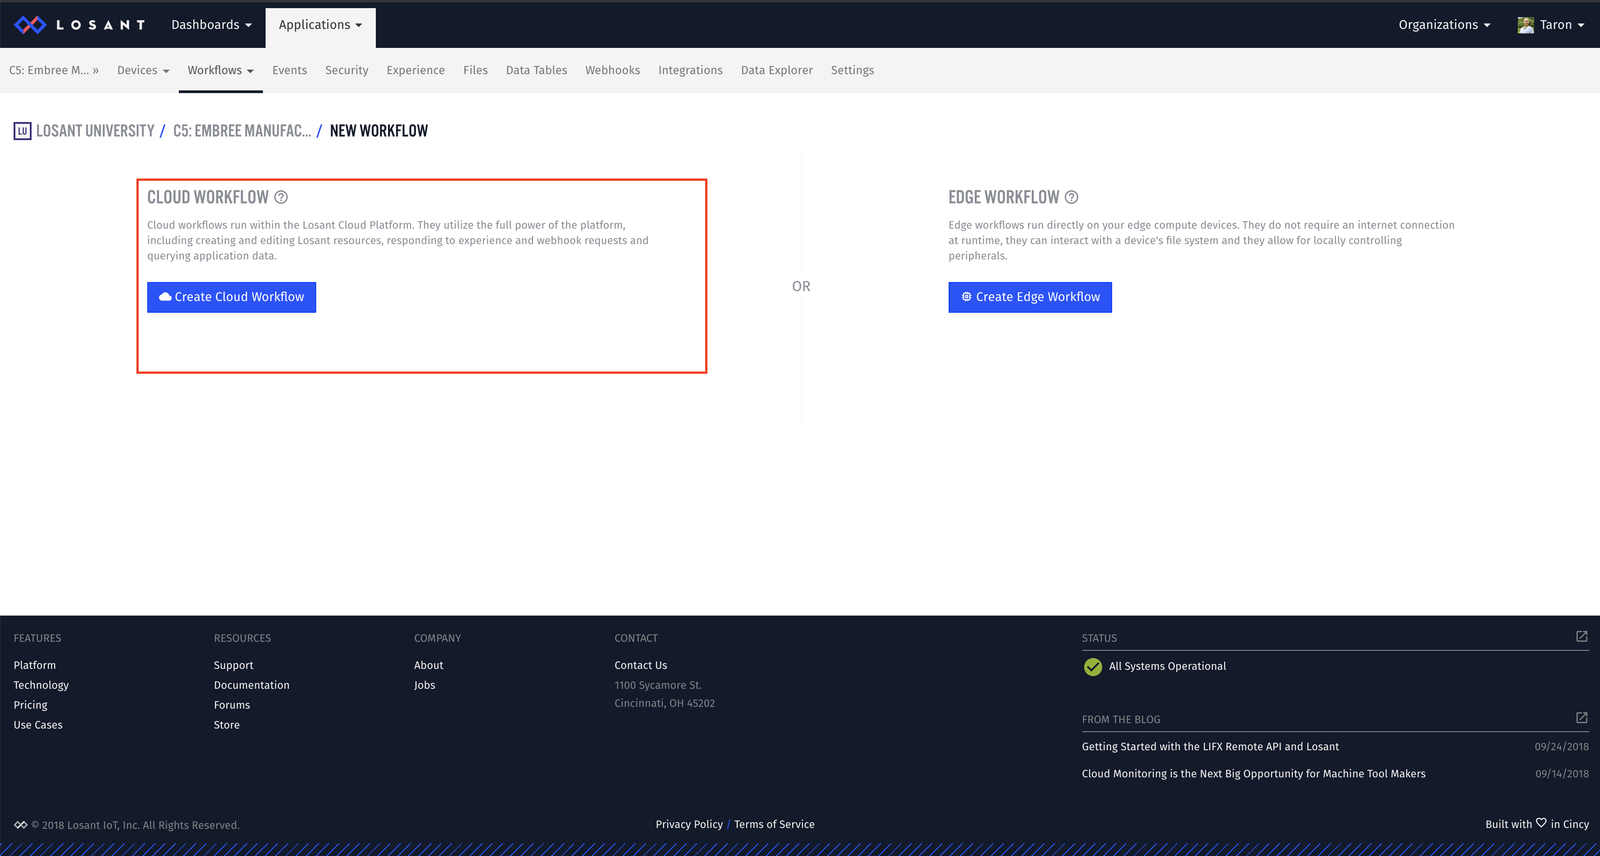 LOSANT
Dashboards
Applications
Organizations
Taron
C5: Embree M... »
Devices
Workflows
Events
Security
Experience
Files
Data Tables
Webhooks
Integrations
Data Explorer
Settings
LU LOSANT UNIVERSITY / C5: EMBREE MANUFAC... / NEW WORKFLOW
CLOUD WORKFLOW ?
Cloud workflows run within the Losant Cloud Platform. They utilize the full power of the platform,
including creating and editing Losant resources, responding to experience and webhook requests and
querying application data.
Create Cloud Workflow
OR
EDGE WORKFLOW ?
Edge workflows run directly on your edge compute devices. They do not require an internet connection
at runtime, they can interact with a device's file system and they allow for locally controlling
peripherals.
Create Edge Workflow
FEATURES
Platform
Technology
Pricing
Use Cases
RESOURCES
Support
Documentation
Forums
Store
COMPANY
About
Jobs
CONTACT
Contact Us
1100 Sycamore St.
Cincinnati, OH 45202
STATUS
All Systems Operational
FROM THE BLOG
Getting Started with the LIFX Remote API and Losant 09/24/2018
Cloud Monitoring is the Next Big Opportunity for Machine Tool Makers 09/14/2018
© 2018 Losant IoT, Inc. All Rights Reserved.
Privacy Policy / Terms of Service
Built with ♡ in Cincy